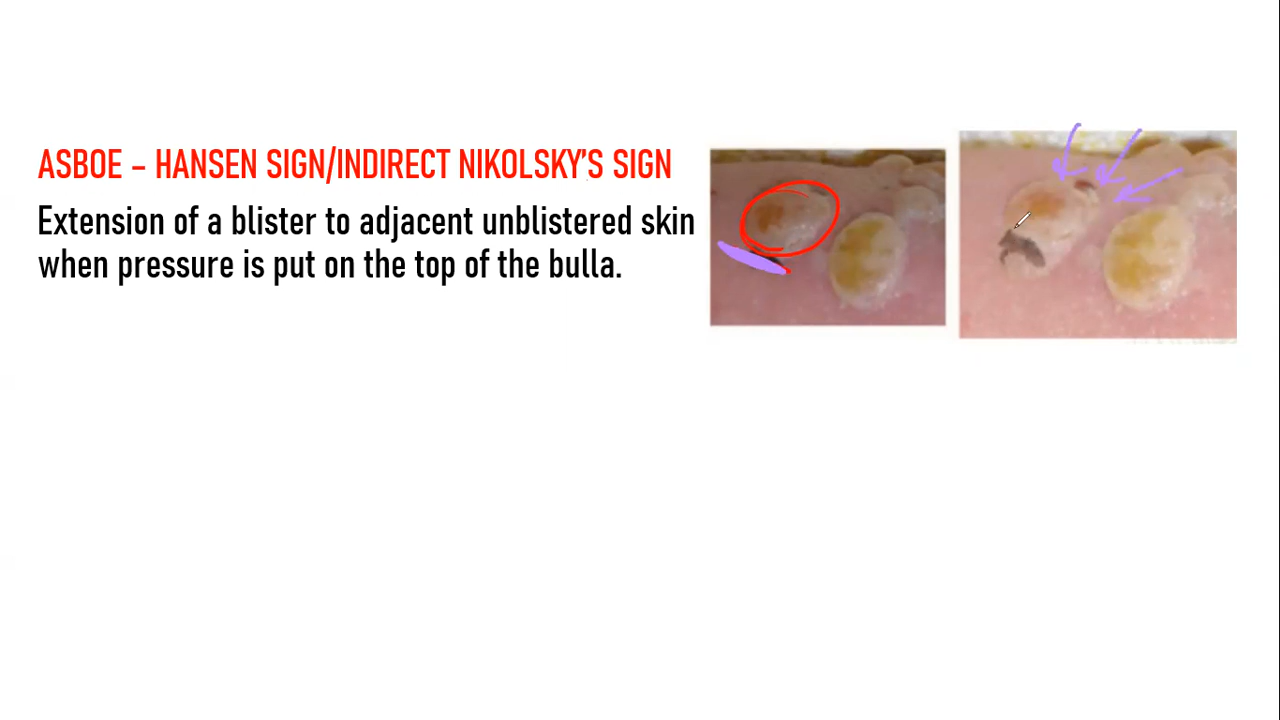 ASBOE – HANSEN SIGN/INDIRECT NIKOLSKY'S SIGN
Extension of a blister to adjacent unblistered skin
when pressure is put on the top of the bulla.